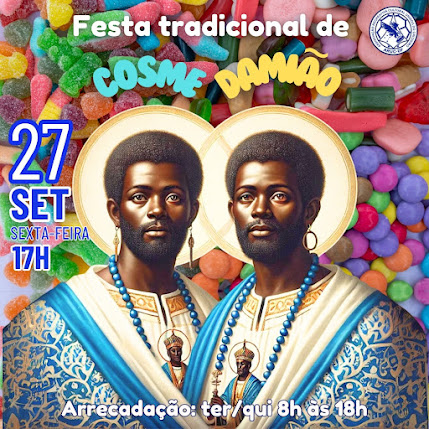 Festa tradicional de
COSME DAMIÃO
27
SET
SEXTA-FEIRA
17H
Arrecadação: ter/qui 8h às 18h